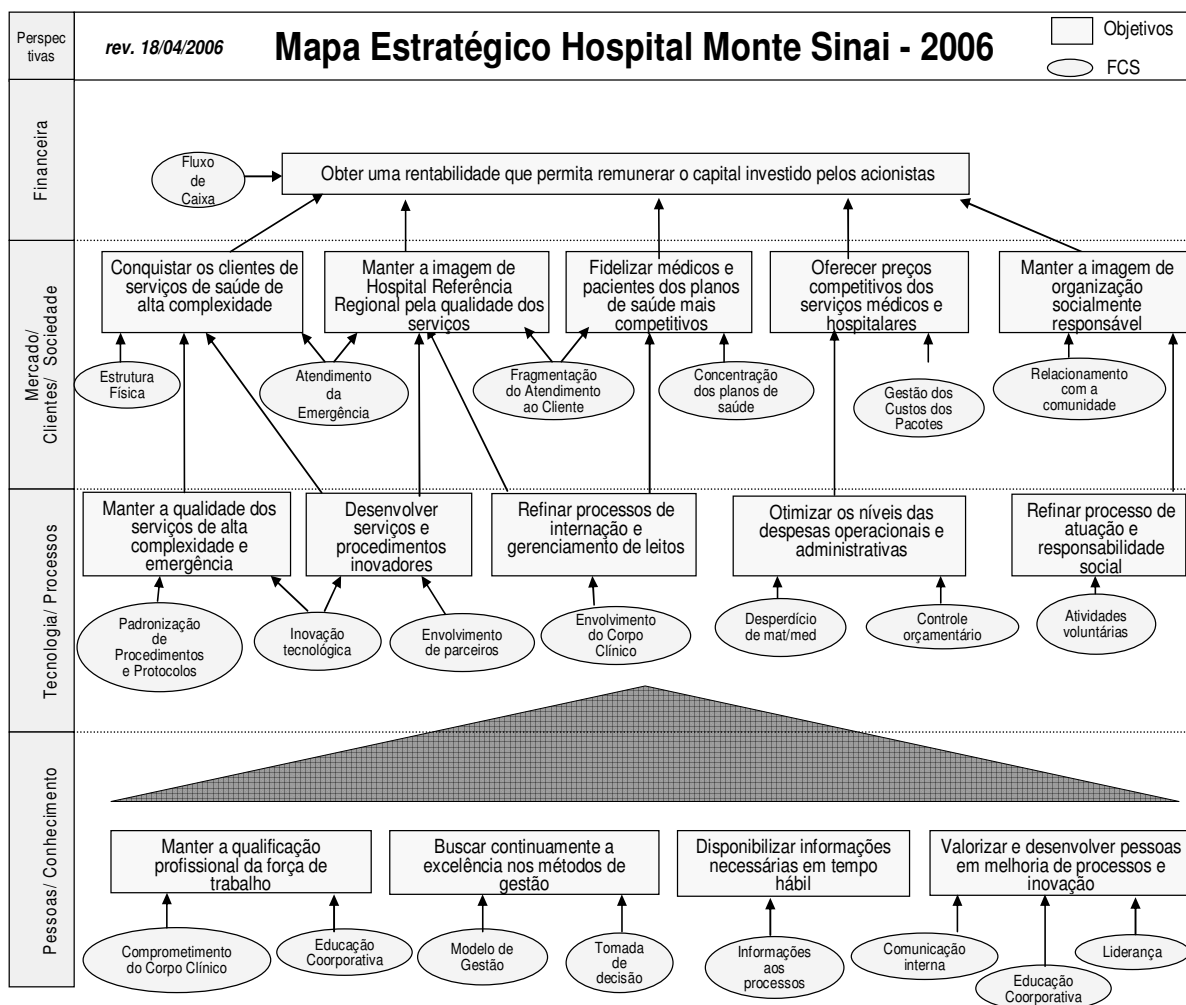 Perspec
tivas
rev. 18/04/2006
Mapa Estratégico Hospital Monte Sinai - 2006
Objetivos
FCS
Financeira
Fluxo
de
Caixa
Obter uma rentabilidade que permita remunerar o capital investido pelos acionistas
Mercado/
Clientes/ Sociedade
Conquistar os clientes de
serviços de saúde de
alta complexidade
Manter a imagem de
Hospital Referência
Regional pela qualidade dos
serviços
Fidelizar médicos e
pacientes dos planos
de saúde mais
competitivos
Oferecer preços
competitivos dos
serviços médicos e
hospitalares
Manter a imagem de
organização
socialmente
responsável
Estrutura
Física
Atendimento
da
Emergência
Fragmentação
do Atendimento
ao Cliente
Concentração
dos planos de
saúde
Gestão dos
Custos dos
Pacotes
Relacionamento
com a
comunidade
Tecnologia/ Processos
Manter a qualidade dos
serviços de alta
complexidade e
emergência
Desenvolver
serviços e
procedimentos
inovadores
Refinar processos de
internação e
gerenciamento de leitos
Otimizar os níveis das
despesas operacionais e
administrativas
Refinar processo de
atuação e
responsabilidade
social
Padronização
de
Procedimentos
e Protocolos
Inovação
tecnológica
Envolvimento
de parceiros
Envolvimento
do Corpo
Clínico
Desperdício
de mat/med
Controle
orçamentário
Atividades
voluntárias
Pessoas/ Conhecimento
Manter a qualificação
profissional da força de
trabalho
Buscar continuamente a
excelência nos métodos de
gestão
Disponibilizar informações
necessárias em tempo
hábil
Valorizar e desenvolver pessoas
em melhoria de processos e
inovação
Comprometimento
do Corpo Clínico
Educação
Coorporativa
Modelo de
Gestão
Tomada
de
decisão
Informações
aos
processos
Comunicação
interna
Educação
Coorporativa
Liderança